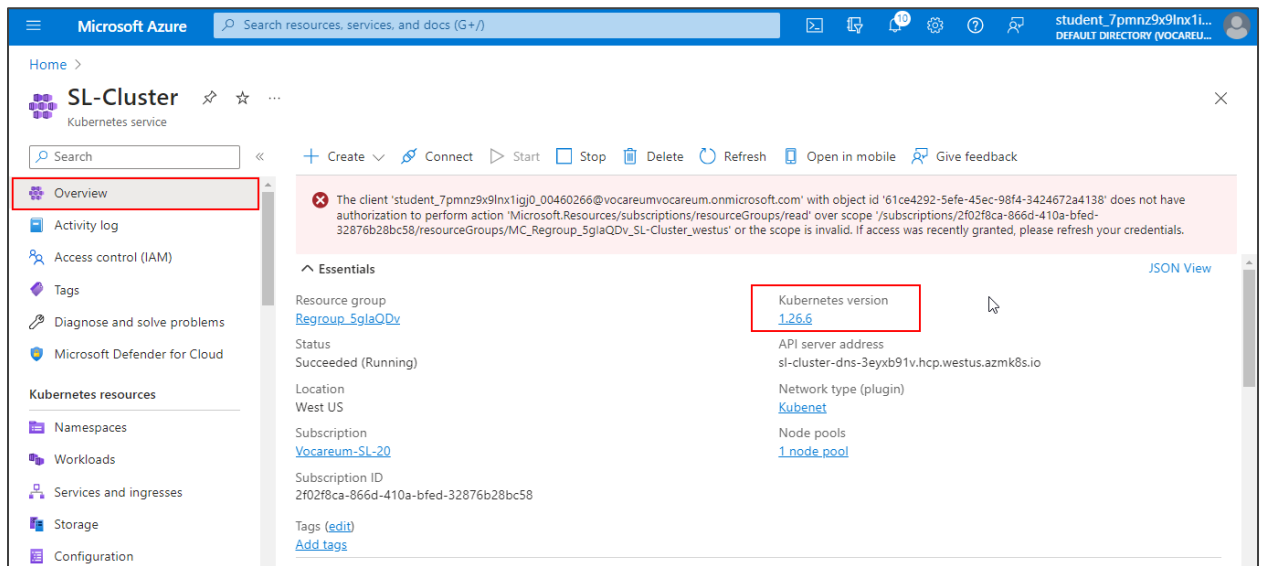 Microsoft Azure
Search resources, services, and docs (G+/)
10
student_7pmnz9x9lnx1i...
DEFAULT DIRECTORY (VOCAREU...
Home >
SL-Cluster
Kubernetes service
Search
Create
Connect
Start
Stop
Delete
Refresh
Open in mobile
Give feedback
Overview
Activity log
Access control (IAM)
Tags
Diagnose and solve problems
Microsoft Defender for Cloud
Kubernetes resources
Namespaces
Workloads
Services and ingresses
Storage
Configuration
The client 'student_7pmnz9x9lnx1igj0_00460266@vocareumvocareum.onmicrosoft.com' with object id '61ce4292-5efe-45ec-98f4-3424672a4138' does not have
authorization to perform action 'Microsoft.Resources/subscriptions/resourceGroups/read' over scope '/subscriptions/2f02f8ca-866d-410a-bfed-
32876b28bc58/resourceGroups/MC_Regroup_5glaQDv_SL-Cluster_westus' or the scope is invalid. If access was recently granted, please refresh your credentials.
Essentials
JSON View
Resource group
Regroup_5glaQDv
Status
Succeeded (Running)
Location
West US
Subscription
Vocareum-SL-20
Subscription ID
2f02f8ca-866d-410a-bfed-32876b28bc58
Tags (edit)
Add tags
Kubernetes version
1.26.6
API server address
sl-cluster-dns-3eyxb91v.hcp.westus.azmk8s.io
Network type (plugin)
Kubenet
Node pools
1 node pool